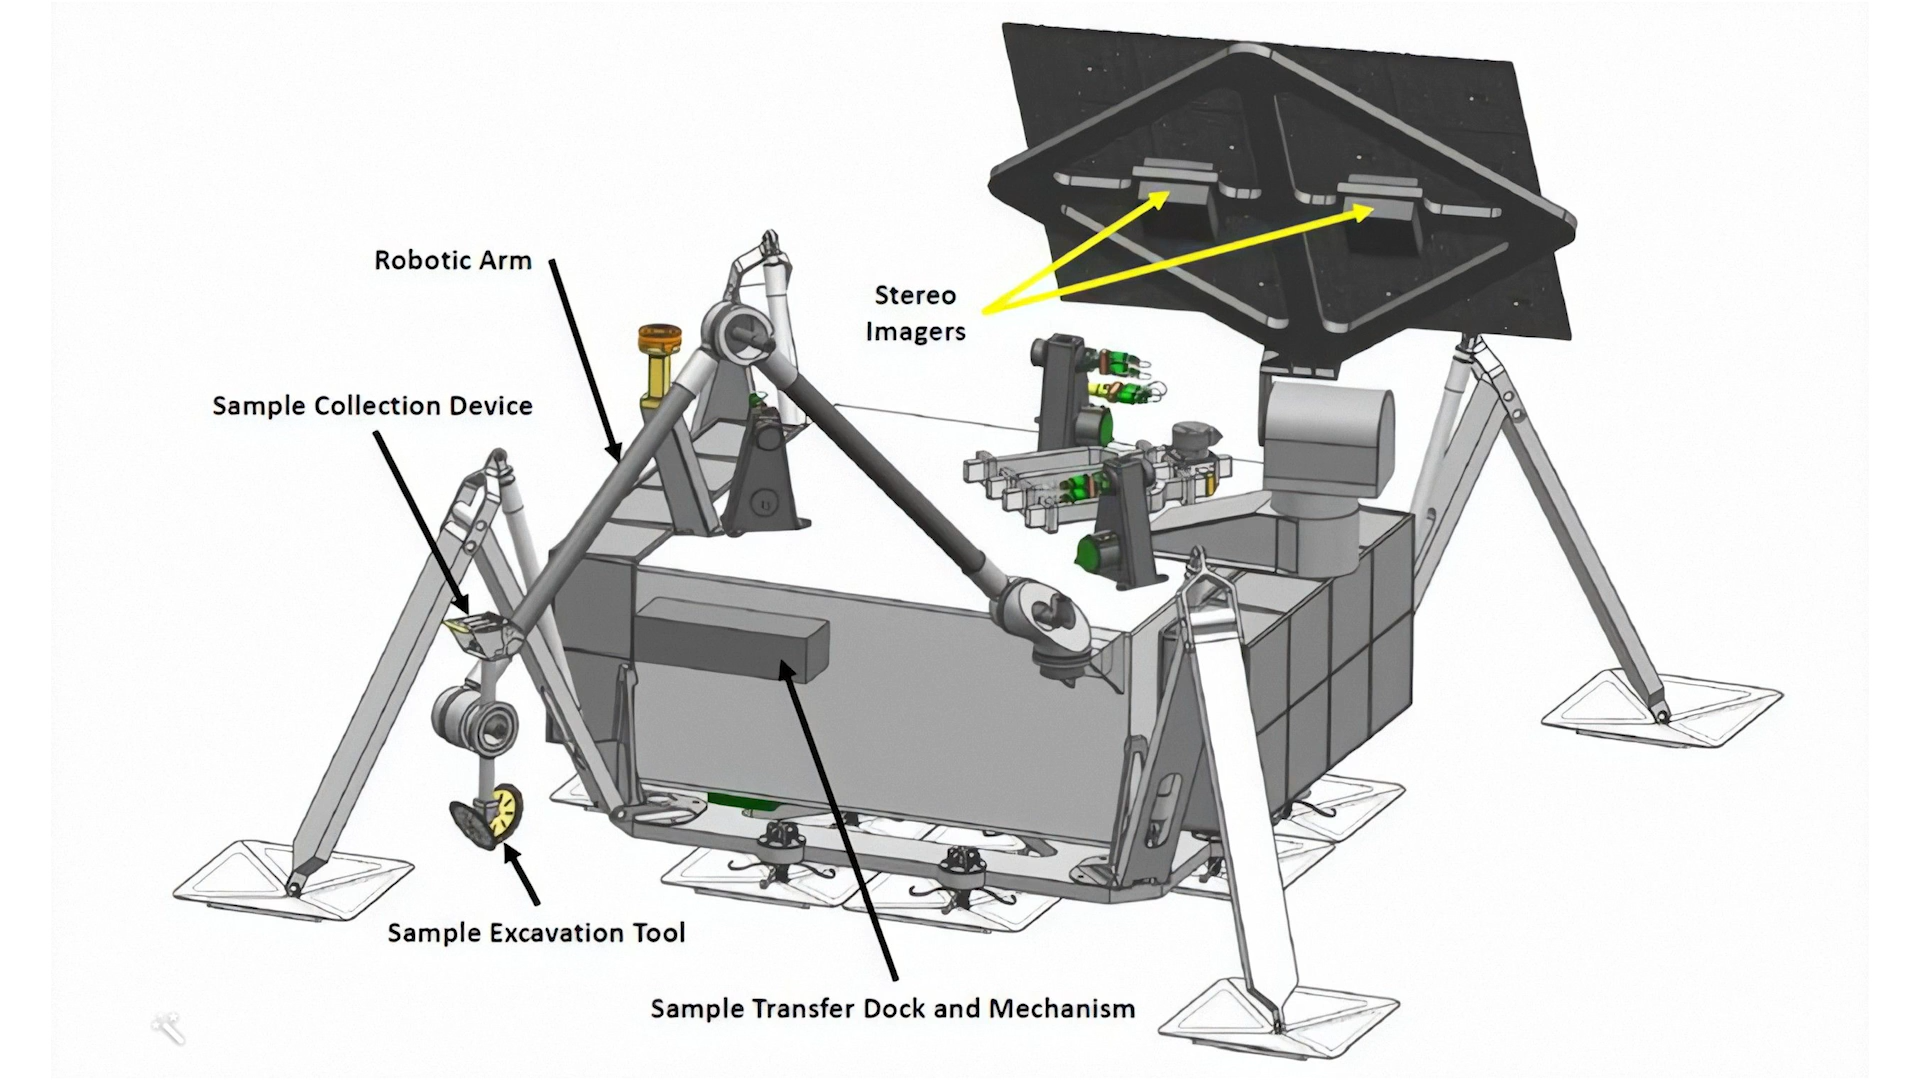 Robotic Arm
Stereo
Imagers
Sample Collection Device
Sample Excavation Tool
Sample Transfer Dock and Mechanism